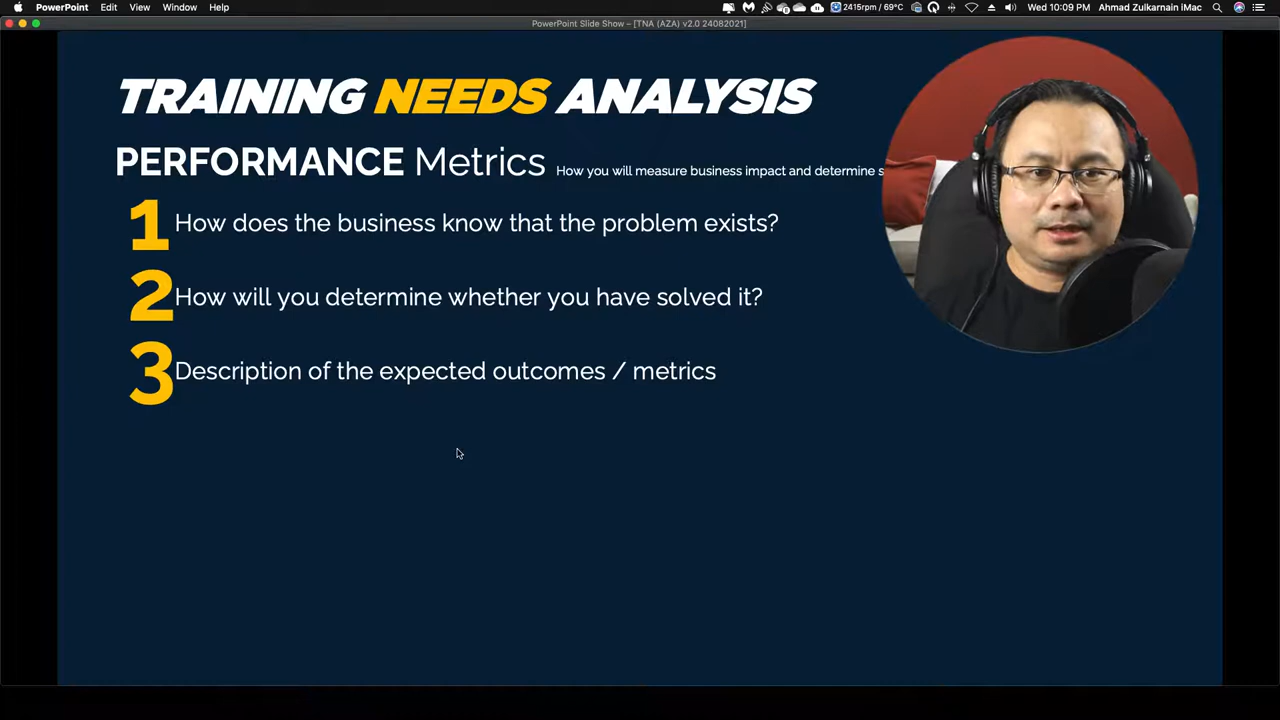 PowerPoint File Edit View Window Help 2415rpm / 69°C Wed 10:09 PM Ahmad Zulkarnain iMac
PowerPoint Slide Show – [TNA (AZA) v2.0 24082021]
TRAINING NEEDS ANALYSIS
PERFORMANCE Metrics How you will measure business impact and determine s
1 How does the business know that the problem exists?
2 How will you determine whether you have solved it?
3 Description of the expected outcomes / metrics